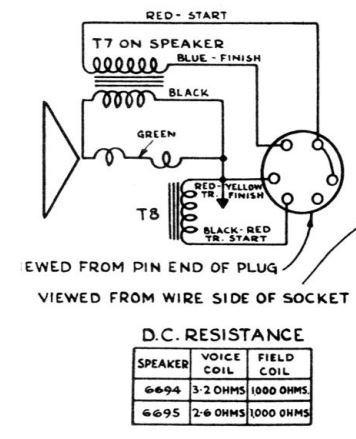 RED - START
T7 ON SPEAKER
BLUE - FINISH
BLACK
GREEN
RED-YELLOW
TR. FINISH
T8
BLACK-RED
TR. START
EWED FROM PIN END OF PLUG
VIEWED FROM WIRE SIDE OF SOCKET
D.C. RESISTANCE
SPEAKER VOICE COIL FIELD COIL
6694 3·2 OHMS 1000 OHMS.
6695 2·6 OHMS 1000 OHMS.